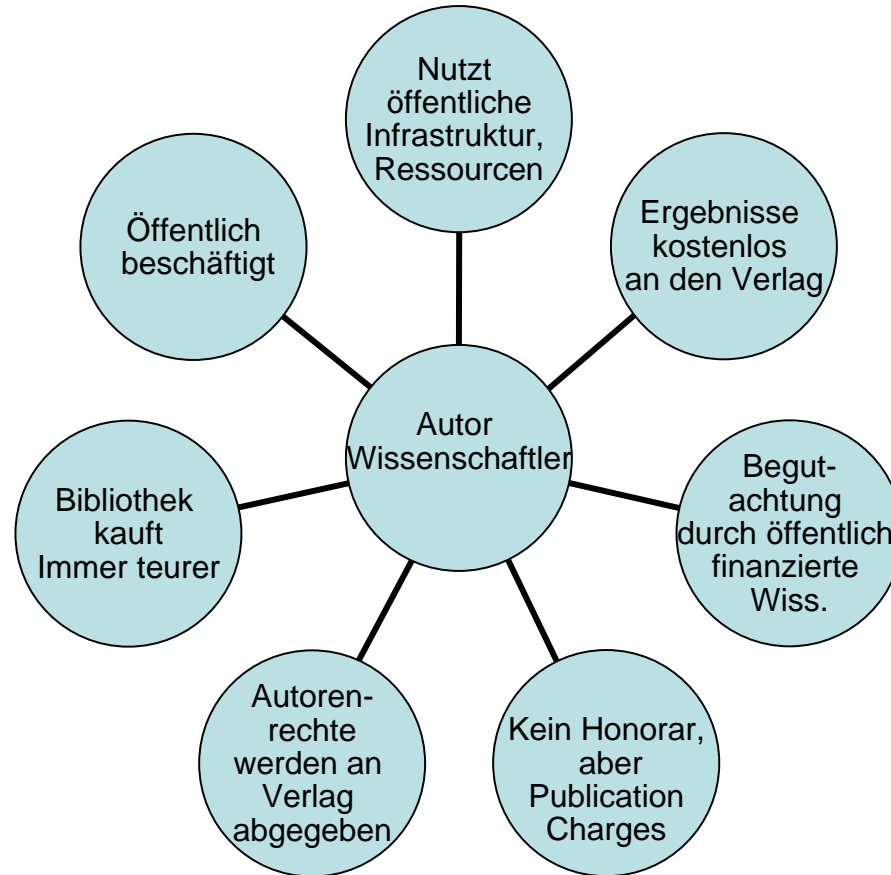 Nutzt
öffentliche
Infrastruktur,
Ressourcen
Öffentlich
beschäftigt
Ergebnisse
kostenlos
an den Verlag
Autor
Wissenschaftler
Bibliothek
kauft
Immer teurer
Begut-
achtung
durch öffentlich
finanzierte
Wiss.
Autoren-
rechte
werden an
Verlag
abgegeben
Kein Honorar,
aber
Publication
Charges